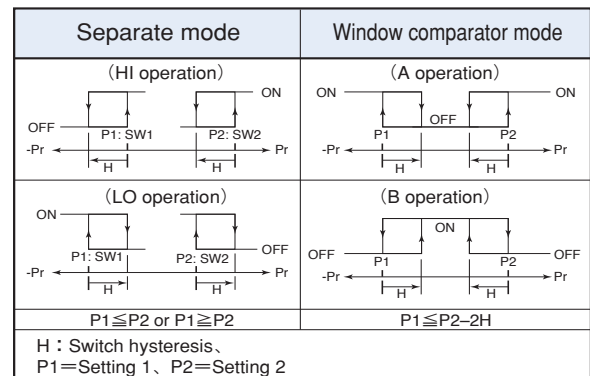 Separate mode
Window comparator mode
(HI operation)
ON
OFF
P1: SW1
P2: SW2
-Pr
Pr
H
H
(A operation)
ON
ON
OFF
P1
P2
-Pr
Pr
H
H
(LO operation)
ON
P1: SW1
P2: SW2
OFF
-Pr
Pr
H
H
(B operation)
ON
OFF
P1
P2
OFF
-Pr
Pr
H
H
P1≦P2 or P1≧P2
P1≦P2–2H
H：Switch hysteresis、
P1＝Setting 1、P2＝Setting 2